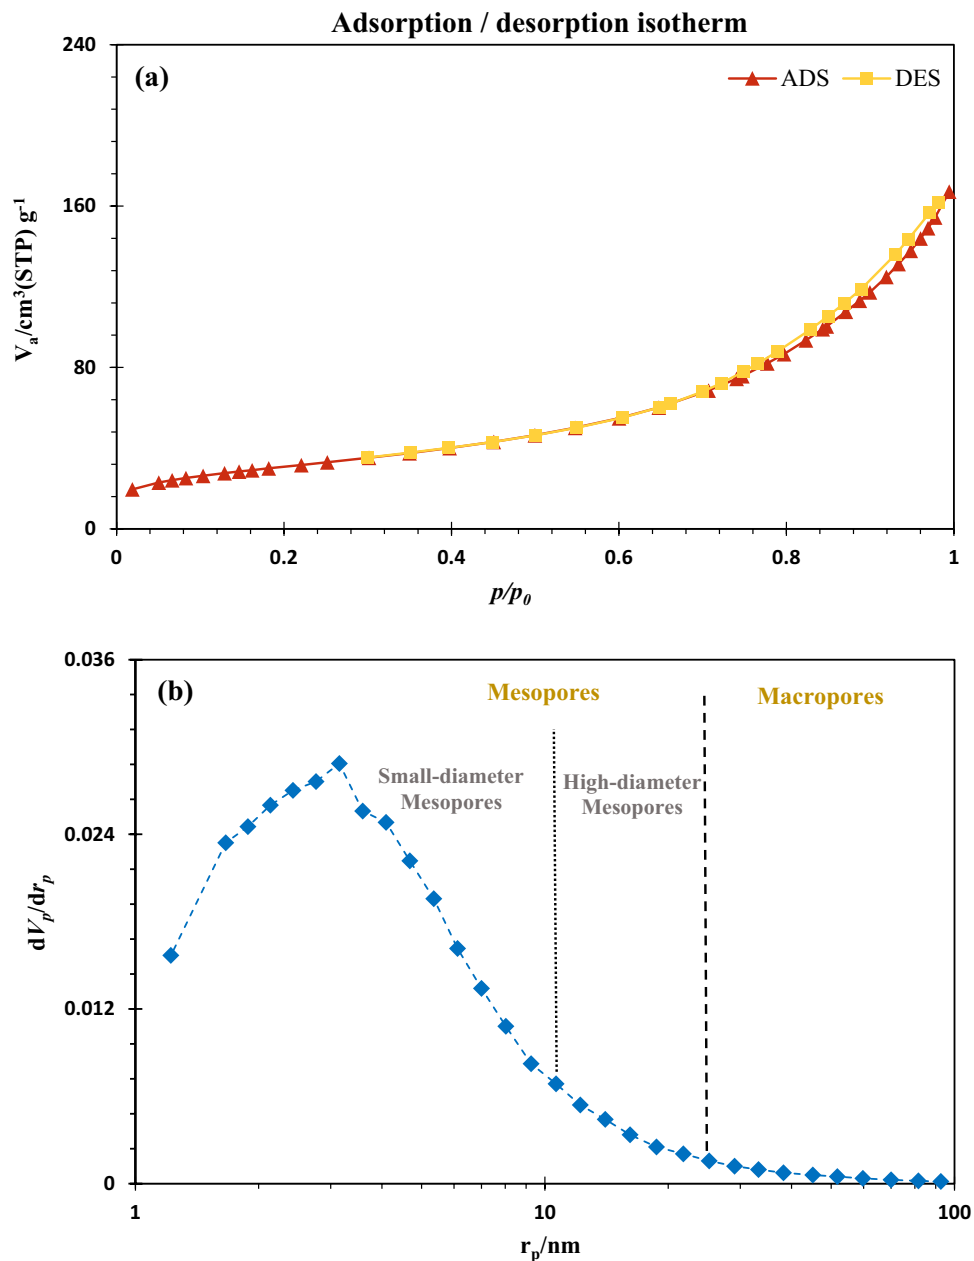 Adsorption / desorption isotherm
240
(a)
ADS
DES
160
80
0
Vₐ/cm³(STP) g⁻¹
0
0.2
0.4
0.6
0.8
1
p/p₀
0.036
(b)
Mesopores
Macropores
Small-diameter
Mesopores
High-diameter
Mesopores
0.024
0.012
0
dVₚ/drₚ
1
10
100
rₚ/nm